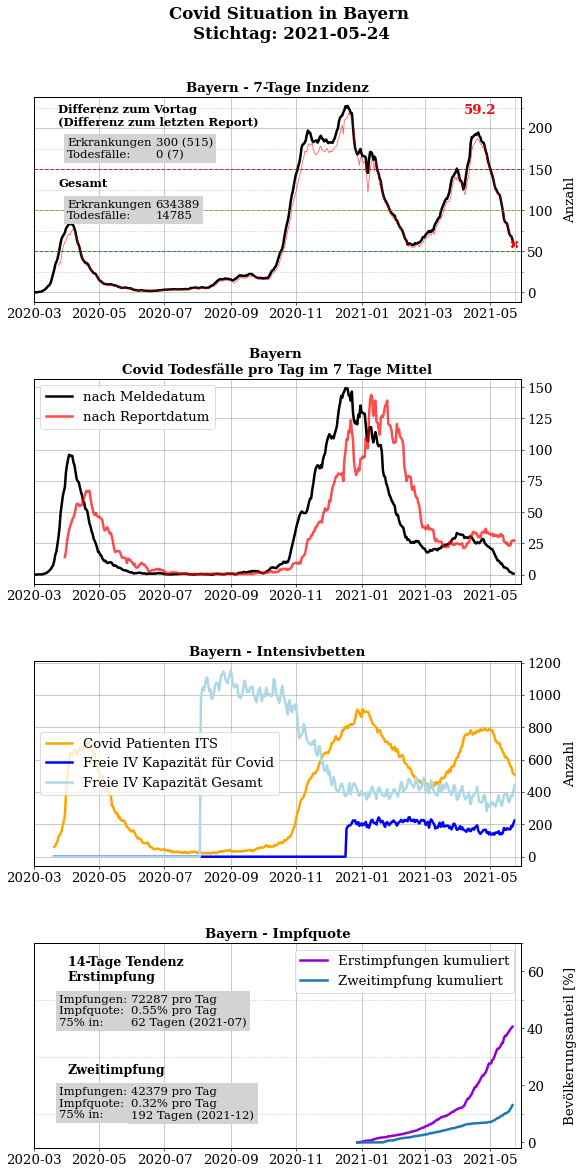 Covid Situation in Bayern
Stichtag: 2021-05-24
Bayern - 7-Tage Inzidenz
Differenz zum Vortag
(Differenz zum letzten Report)
59.2
Erkrankungen 300 (515)
Todesfälle: 0 (7)
Gesamt
Erkrankungen 634389
Todesfälle: 14785
200
150
100
50
0
Anzahl
2020-03 2020-05 2020-07 2020-09 2020-11 2021-01 2021-03 2021-05
Bayern
Covid Todesfälle pro Tag im 7 Tage Mittel
nach Meldedatum
nach Reportdatum
150
125
100
75
50
25
0
2020-03 2020-05 2020-07 2020-09 2020-11 2021-01 2021-03 2021-05
Bayern - Intensivbetten
Covid Patienten ITS
Freie IV Kapazität für Covid
Freie IV Kapazität Gesamt
1200
1000
800
600
400
200
0
Anzahl
2020-03 2020-05 2020-07 2020-09 2020-11 2021-01 2021-03 2021-05
Bayern - Impfquote
14-Tage Tendenz
Erstimpfung
Impfungen: 72287 pro Tag
Impfquote: 0.55% pro Tag
75% in: 62 Tagen (2021-07)
Zweitimpfung
Impfungen: 42379 pro Tag
Impfquote: 0.32% pro Tag
75% in: 192 Tagen (2021-12)
Erstimpfungen kumuliert
Zweitimpfung kumuliert
60
40
20
0
Bevölkerungsanteil [%]
2020-03 2020-05 2020-07 2020-09 2020-11 2021-01 2021-03 2021-05